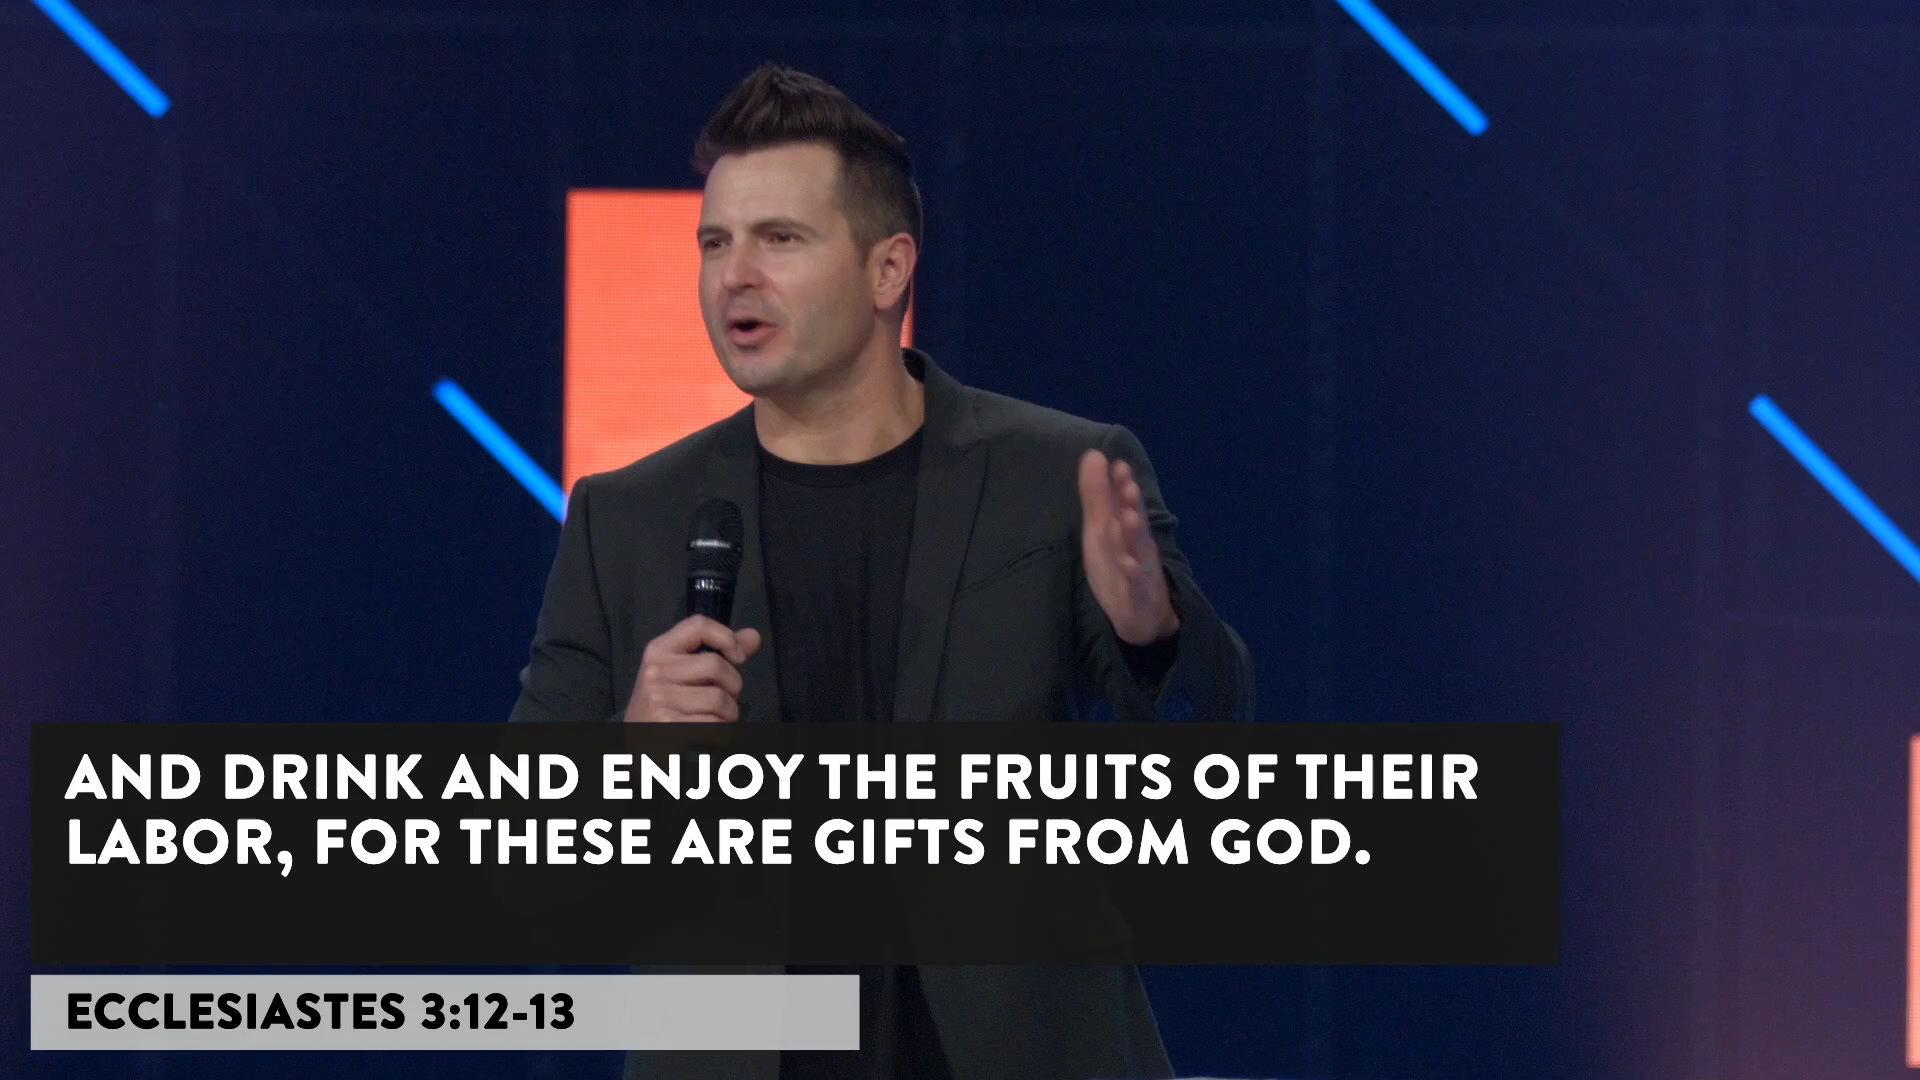 AND DRINK AND ENJOY THE FRUITS OF THEIR
LABOR, FOR THESE ARE GIFTS FROM GOD.
ECCLESIASTES 3:12-13